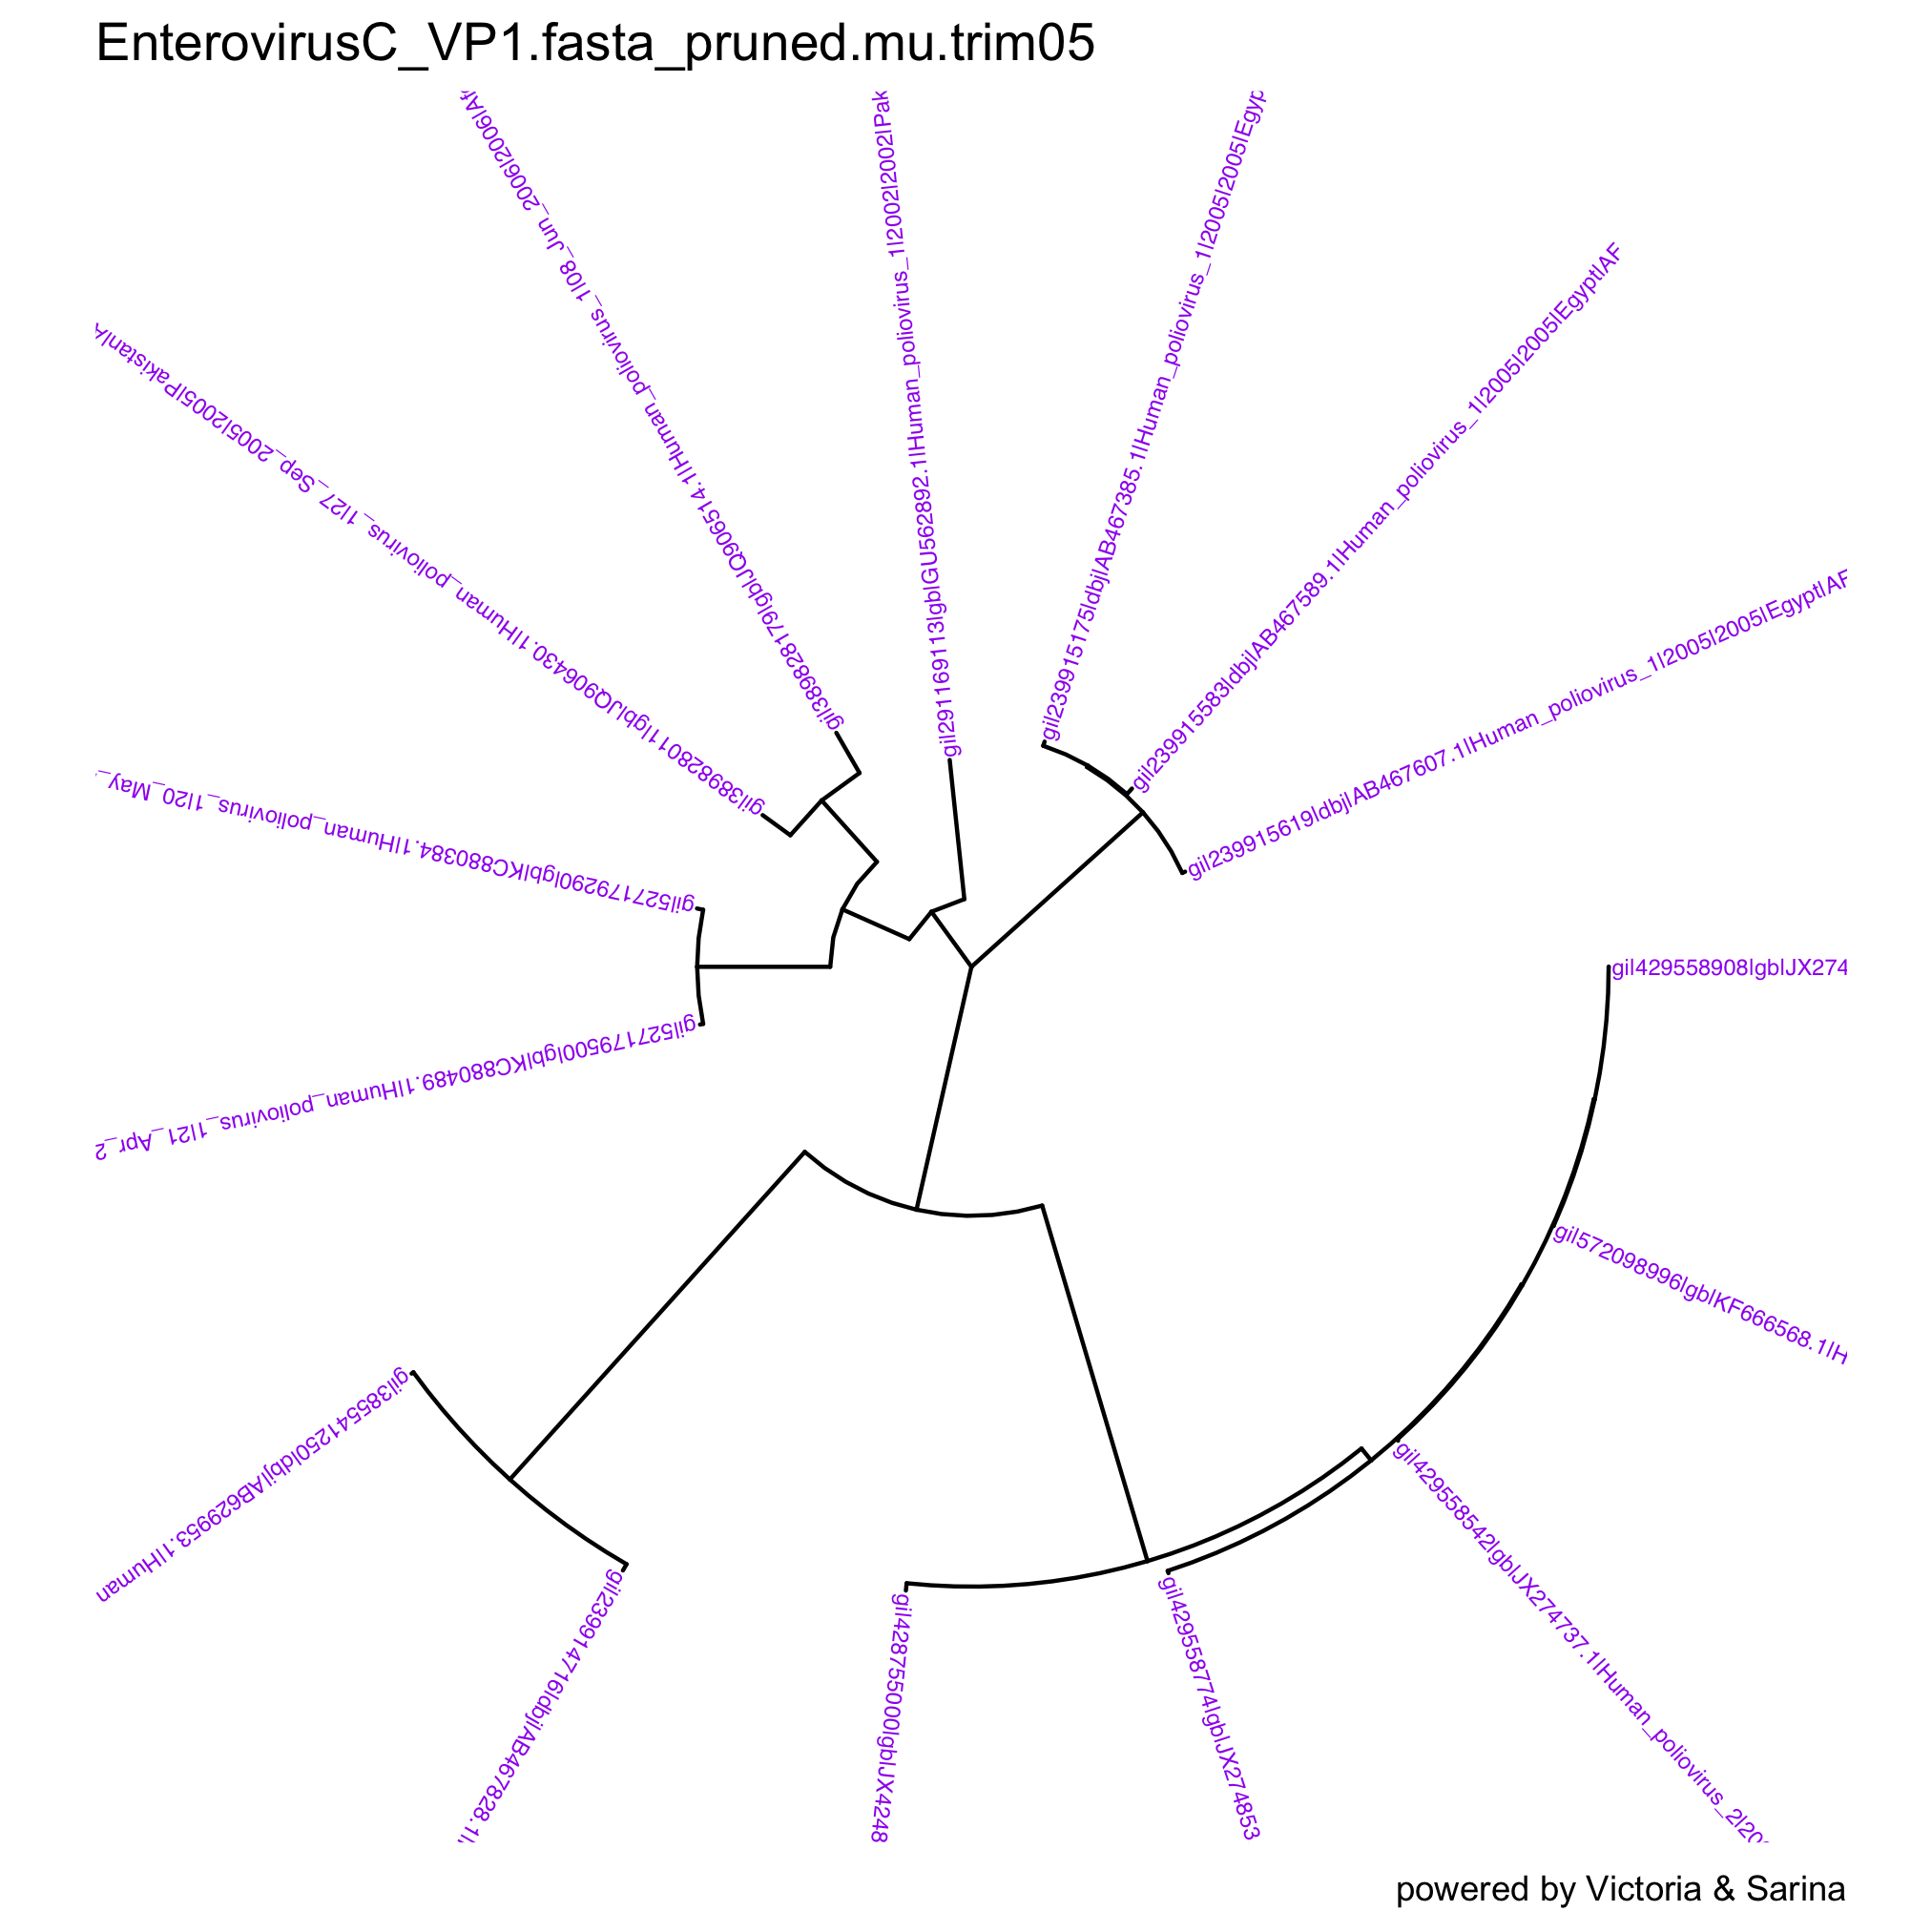 EnterovirusC_VP1.fasta_pruned.mu.trim05
gi|389828179|gb|JQ906514.1|Human_poliovirus_1|08_Jun_2006|2006|Af
gi|291169113|gb|GU562892.1|Human_poliovirus_1|2002|2002|Pak
gi|239915175|dbj|AB467385.1|Human_poliovirus_1|2005|2005|Egyp
gi|239915583|dbj|AB467589.1|Human_poliovirus_1|2005|2005|Egypt|AF
gi|239915619|dbj|AB467607.1|Human_poliovirus_1|2005|2005|Egypt|AF
gi|389828011|gb|JQ906430.1|Human_poliovirus_1|27_Sep_2005|2005|Pakistan|A
gi|527179290|gb|KC880384.1|Human_poliovirus_1|20_May_
gi|527179500|gb|KC880489.1|Human_poliovirus_1|21_Apr_2
gi|429558908|gb|JX274
gi|572098996|gb|KF666568.1|H
gi|429558542|gb|JX274737.1|Human_poliovirus_2|20
gi|385541250|dbj|AB629953.1|Human
gi|239914716|dbj|AB467828.1|
gi|428755000|gb|JX4248
gi|429558774|gb|JX274853
powered by Victoria & Sarina